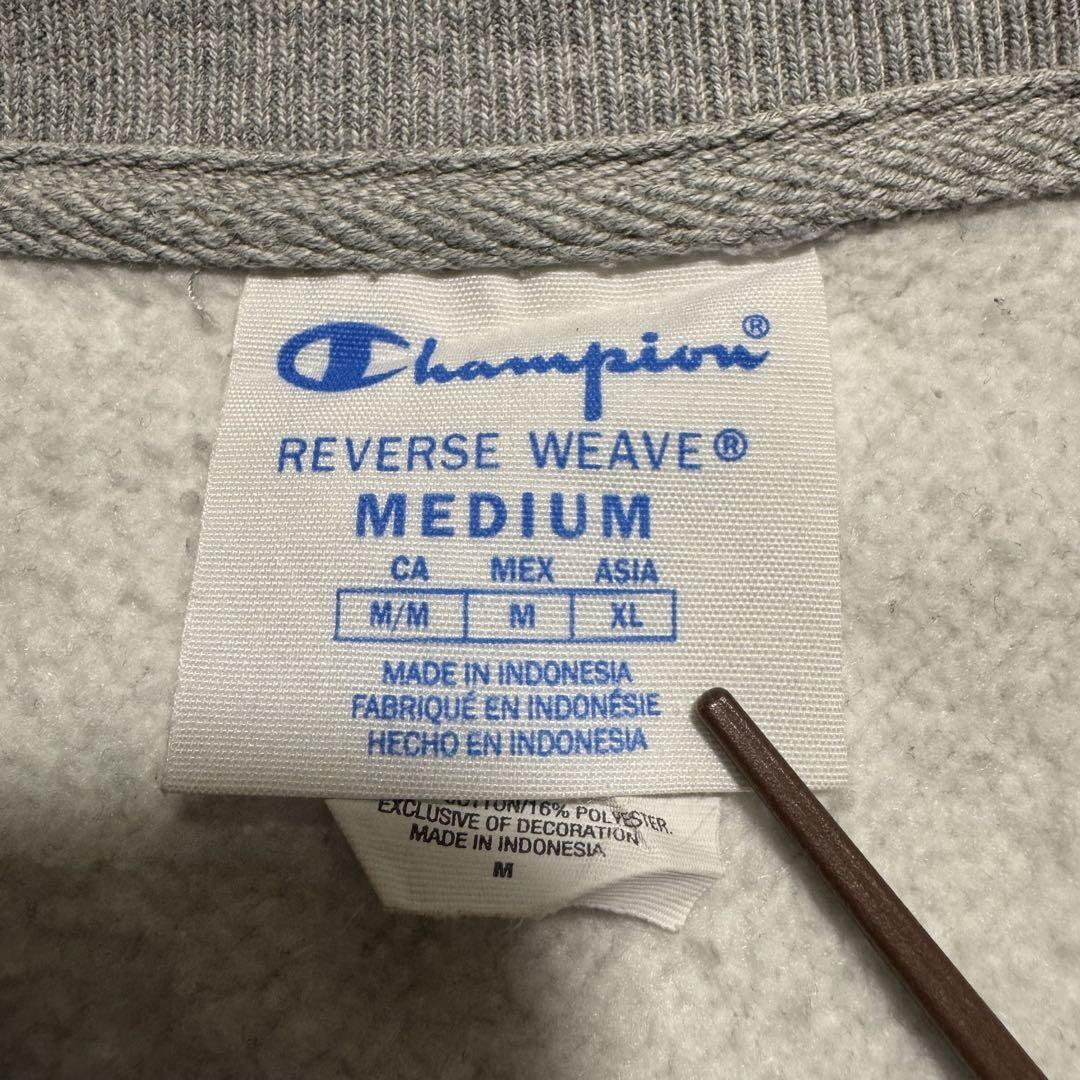 Champion®
REVERSE WEAVE®
MEDIUM
CA MEX ASIA
M/M M XL
MADE IN INDONESIA
FABRIQUÉ EN INDONÉSIE
HECHO EN INDONESIA
COTTON/16% POLYESTER.
EXCLUSIVE OF DECORATION
MADE IN INDONESIA
M